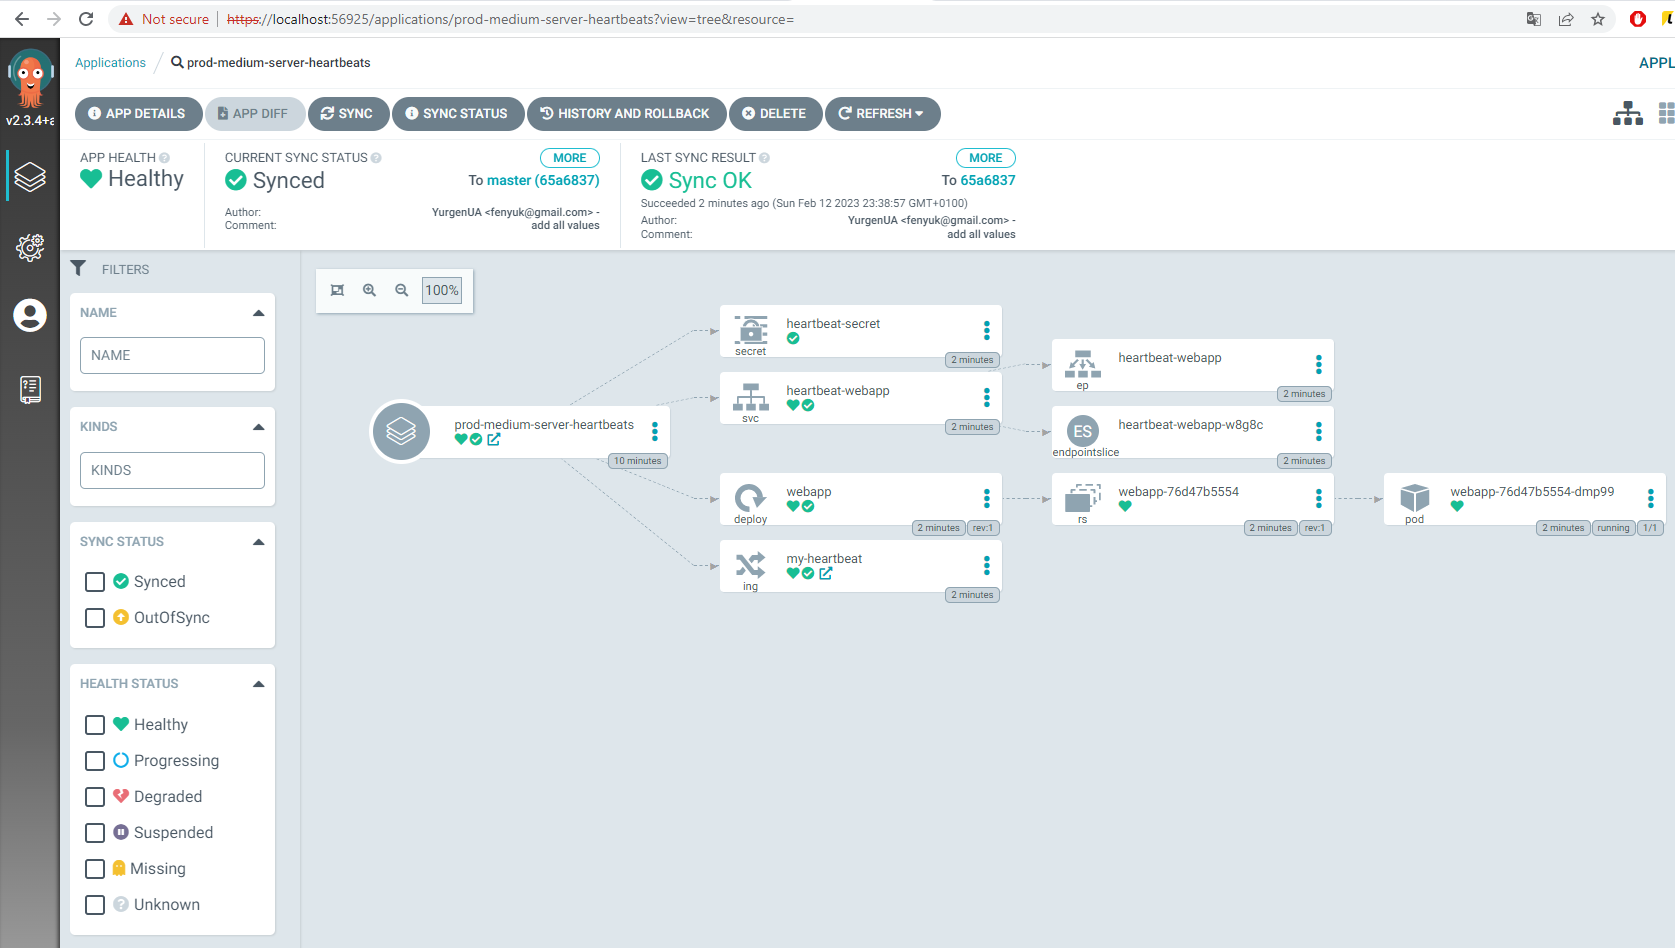 Not secure
https://localhost:56925/applications/prod-medium-server-heartbeats?view=tree&resource=
v2.3.4+a
Applications / prod-medium-server-heartbeats
APPL
APP DETAILS
APP DIFF
SYNC
SYNC STATUS
HISTORY AND ROLLBACK
DELETE
REFRESH
APP HEALTH
Healthy
CURRENT SYNC STATUS
MORE
Synced
To master (65a6837)
Author: YurgenUA <fenyuk@gmail.com> -
Comment: add all values
LAST SYNC RESULT
MORE
Sync OK
To 65a6837
Succeeded 2 minutes ago (Sun Feb 12 2023 23:38:57 GMT+0100)
Author: YurgenUA <fenyuk@gmail.com> -
Comment: add all values
FILTERS
NAME
NAME
KINDS
KINDS
SYNC STATUS
Synced
OutOfSync
HEALTH STATUS
Healthy
Progressing
Degraded
Suspended
Missing
Unknown
100%
prod-medium-server-heartbeats
10 minutes
heartbeat-secret
secret
2 minutes
heartbeat-webapp
svc
2 minutes
heartbeat-webapp
ep
2 minutes
ES
heartbeat-webapp-w8g8c
endpointslice
2 minutes
webapp
deploy
2 minutes
rev:1
webapp-76d47b5554
rs
2 minutes
rev:1
webapp-76d47b5554-dmp99
pod
2 minutes
running
1/1
my-heartbeat
ing
2 minutes